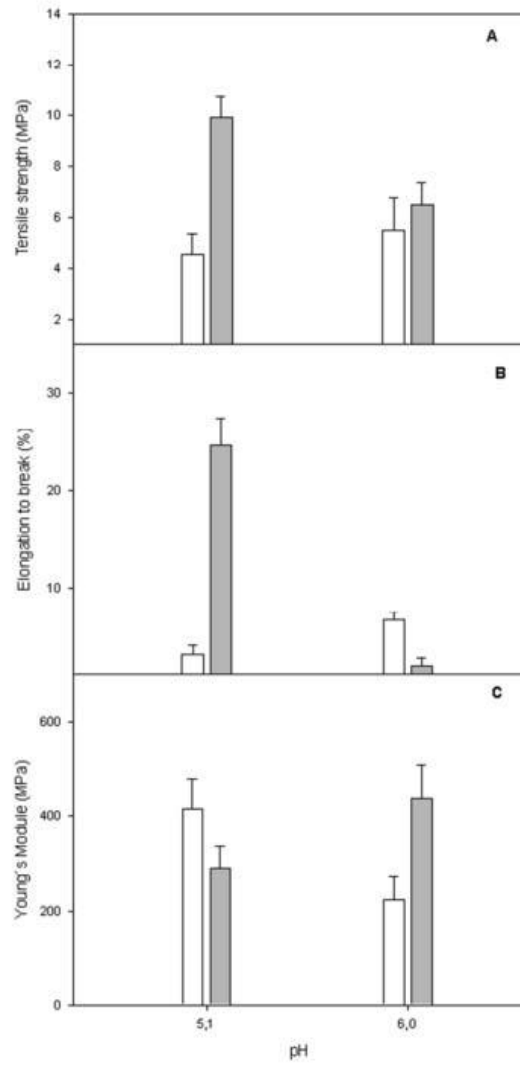 A
Tensile strength (MPa)
14
12
10
8
6
4
2
B
Elongation to break (%)
30
20
10
C
Young´s Module (MPa)
600
400
200
0
5,1
6,0
pH